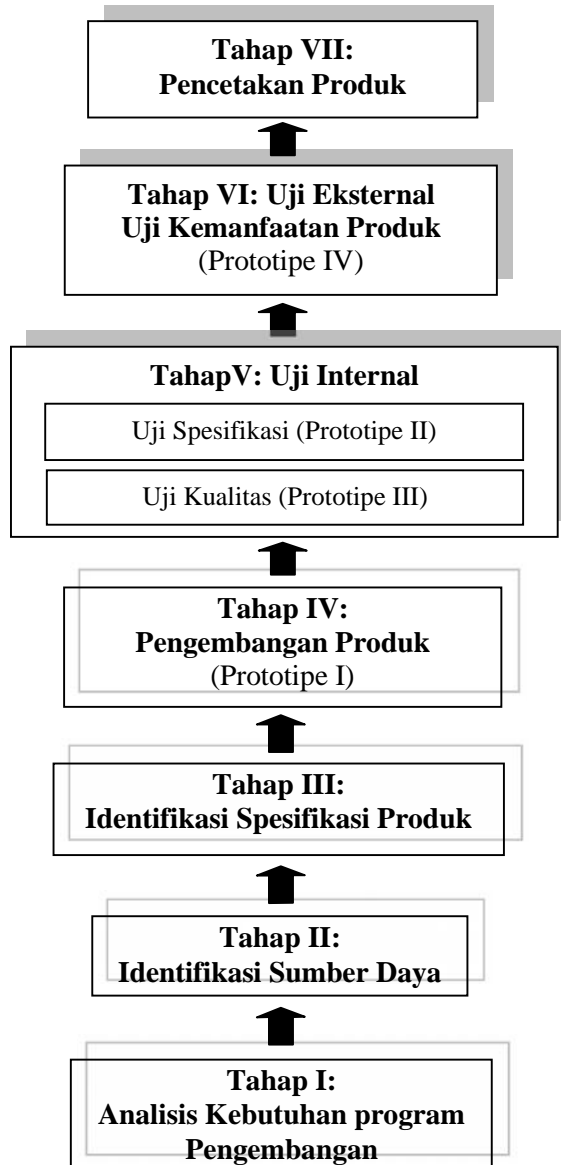 Tahap VII:
Pencetakan Produk
Tahap VI: Uji Eksternal
Uji Kemanfaatan Produk
(Prototipe IV)
TahapV: Uji Internal
Uji Spesifikasi (Prototipe II)
Uji Kualitas (Prototipe III)
Tahap IV:
Pengembangan Produk
(Prototipe I)
Tahap III:
Identifikasi Spesifikasi Produk
Tahap II:
Identifikasi Sumber Daya
Tahap I:
Analisis Kebutuhan program
Pengembangan